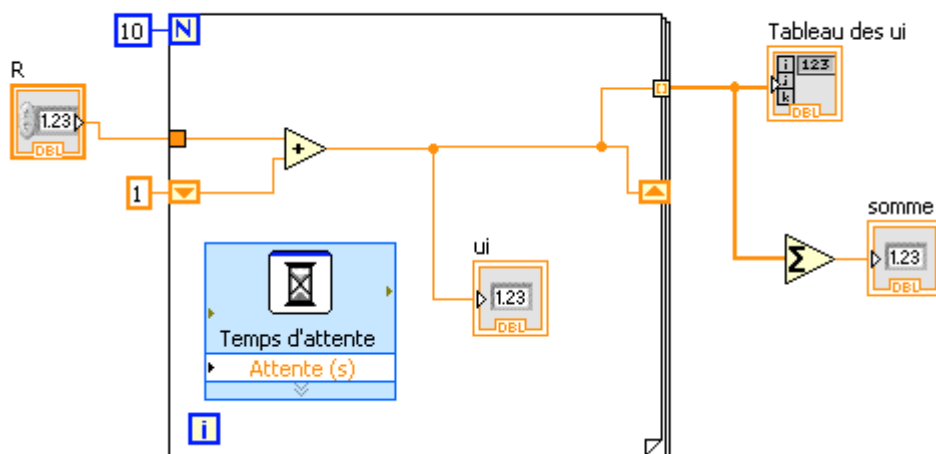 10
N
Tableau des ui
i
j
k
123
DBL
R
1.23
DBL
+
1
somme
1.23
DBL
Σ
ui
1.23
DBL
Temps d'attente
Attente (s)
i